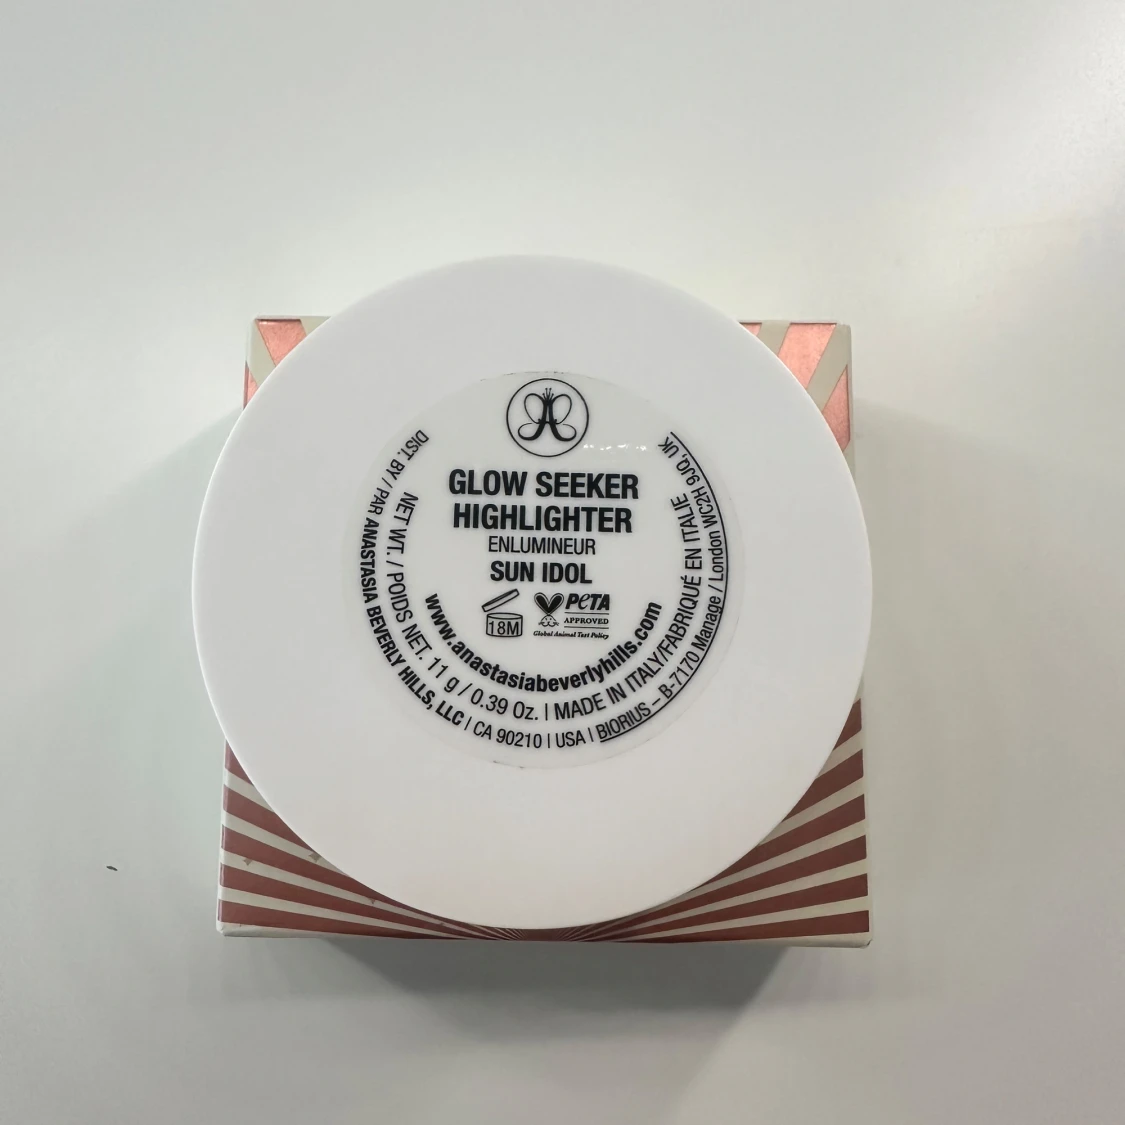 GLOW SEEKER
HIGHLIGHTER
ENLUMINEUR
SUN IDOL
18M
PeTA
APPROVED
Global Animal Test Policy
www.anastasiabeverlyhills.com
NET WT. / POIDS NET. 11 g / 0.39 Oz. | MADE IN ITALY/FABRIQUÉ EN ITALIE
DIST. BY / PAR ANASTASIA BEVERLY HILLS, LLC | CA 90210 | USA | BIORIUS – B-7170 Manage / London WC2H 9JQ, UK